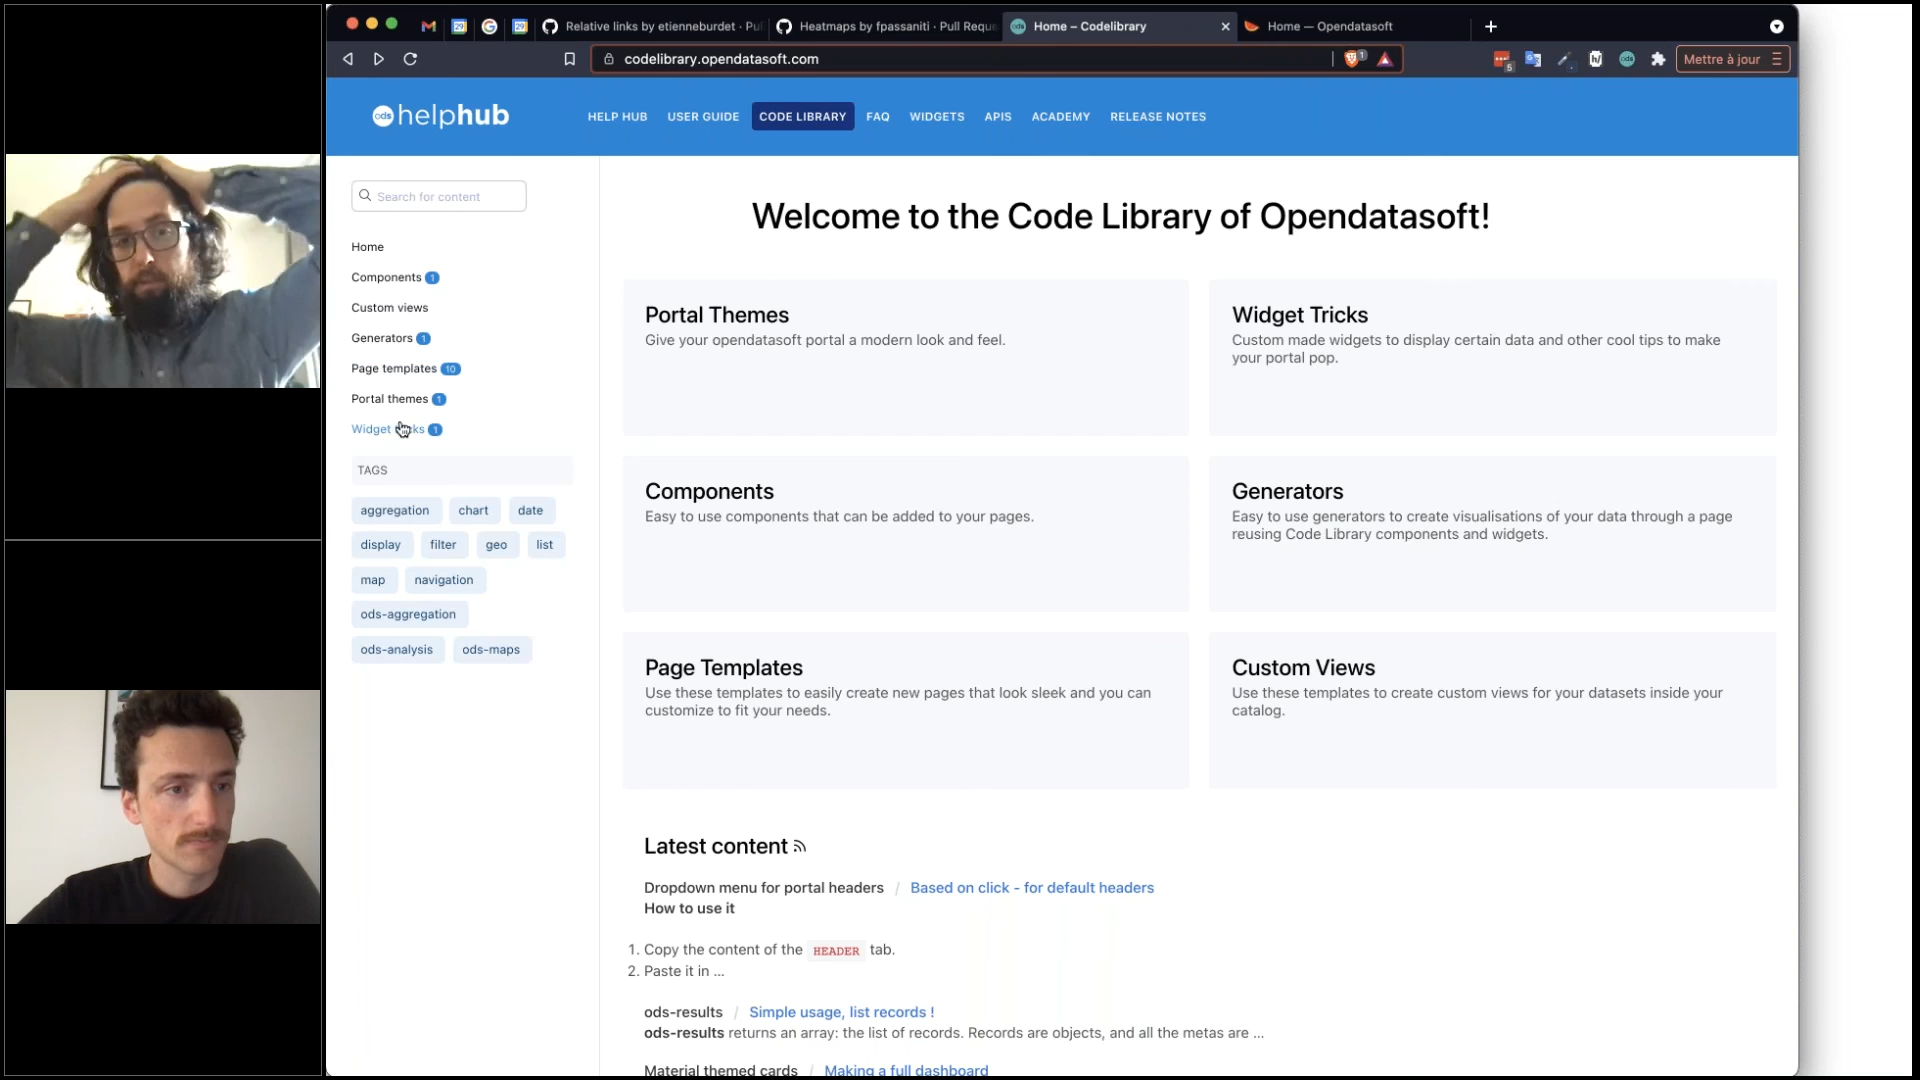 Relative links by etienneburdet · Pu
Heatmaps by fpassaniti · Pull Reque
Home – Codelibrary
Home — Opendatasoft
codelibrary.opendatasoft.com
1
5
Mettre à jour
ods helphub
HELP HUB
USER GUIDE
CODE LIBRARY
FAQ
WIDGETS
APIS
ACADEMY
RELEASE NOTES
Search for content
Home
Components 1
Custom views
Generators 1
Page templates 10
Portal themes 1
Widget 1
TAGS
aggregation chart date
display filter geo list
map navigation
ods-aggregation
ods-analysis ods-maps
Welcome to the Code Library of Opendatasoft!
Portal Themes
Give your opendatasoft portal a modern look and feel.
Widget Tricks
Custom made widgets to display certain data and other cool tips to make
your portal pop.
Components
Easy to use components that can be added to your pages.
Generators
Easy to use generators to create visualisations of your data through a page
reusing Code Library components and widgets.
Page Templates
Use these templates to easily create new pages that look sleek and you can
customize to fit your needs.
Custom Views
Use these templates to create custom views for your datasets inside your
catalog.
Latest content
Dropdown menu for portal headers / Based on click - for default headers
How to use it
1. Copy the content of the HEADER tab.
2. Paste it in ...
ods-results / Simple usage, list records !
ods-results returns an array: the list of records. Records are objects, and all the metas are ...
Material themed cards / Making a full dashboard